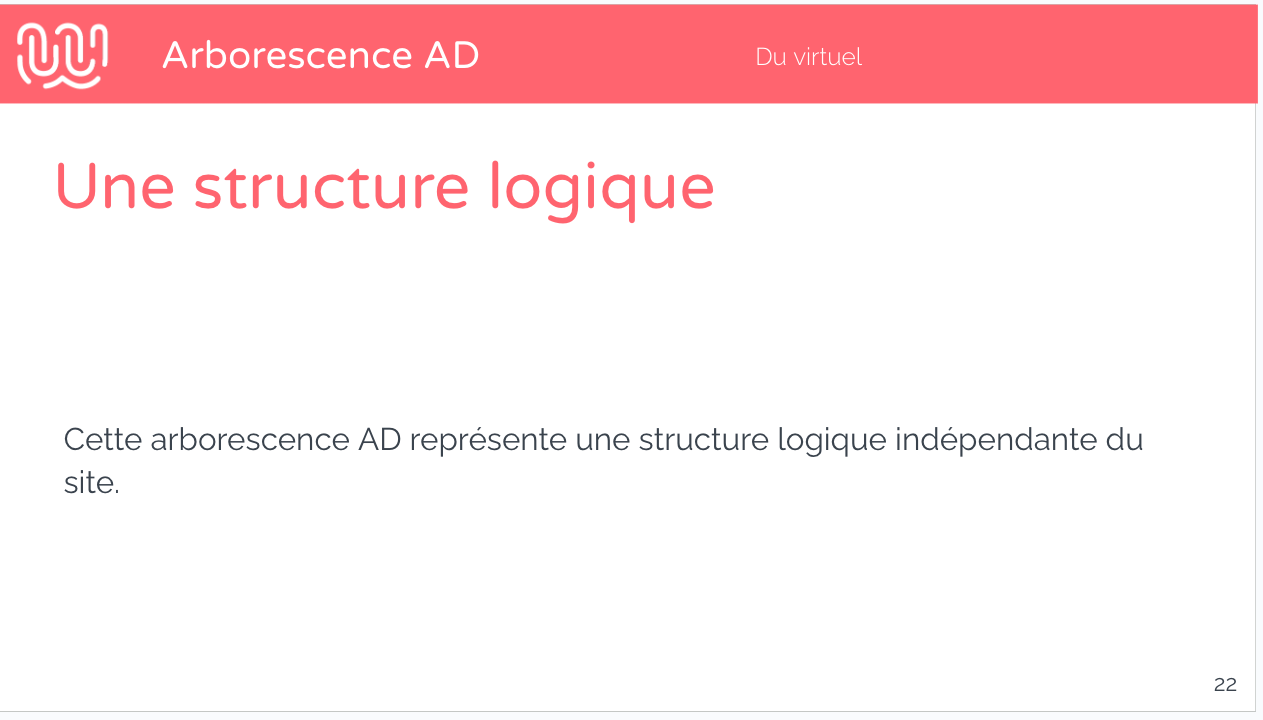 Arborescence AD
Du virtuel
Une structure logique
Cette arborescence AD représente une structure logique indépendante du
site.
22